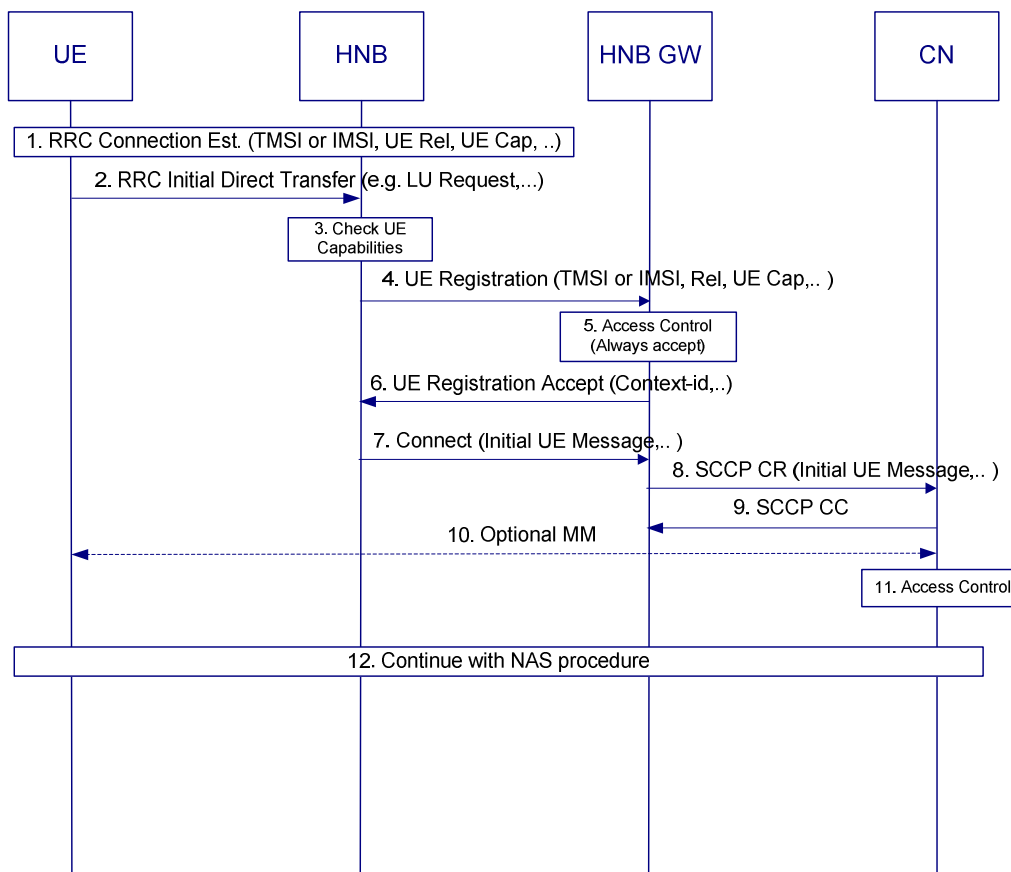 UE
HNB
HNB GW
CN
1. RRC Connection Est. (TMSI or IMSI, UE Rel, UE Cap, ..)
2. RRC Initial Direct Transfer (e.g. LU Request,...)
3. Check UE
Capabilities
4. UE Registration (TMSI or IMSI, Rel, UE Cap,.. )
5. Access Control
(Always accept)
6. UE Registration Accept (Context-id,..)
7. Connect (Initial UE Message,.. )
8. SCCP CR (Initial UE Message,.. )
9. SCCP CC
10. Optional MM
11. Access Control
12. Continue with NAS procedure